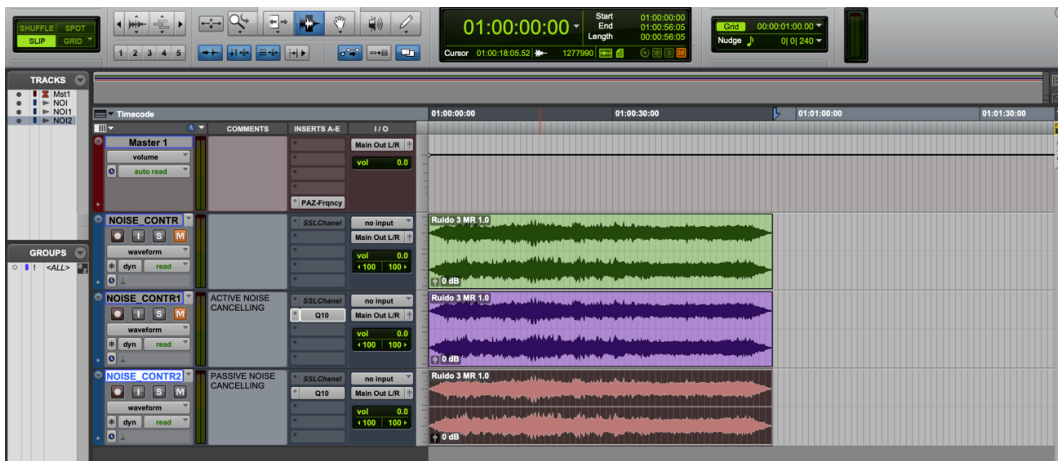 SHUFFLE SPOT
SLIP GRID
1 2 3 4 5
01:00:00:00
Start 01:00:00:00
End 00:00:56:05
Length 00:00:56:05
Cursor 01:00:18:05.52 1277990
Grid 00:00:01:00.00
Nudge 0| 0| 240
TRACKS
Mst1
NOI
NOI1
NOI2
GROUPS
! <ALL>
Timecode 01:00:00:00 01:00:30:00 01:01:00:00 01:01:30:00
COMMENTS INSERTS A-E I / O
Master 1
volume
auto read
PAZ-Frqncy
Main Out L/R
vol 0.0
NOISE_CONTR
I S M
waveform
dyn read
SSLChanel
no input
Main Out L/R
vol 0.0
100 100
Ruido 3 MR 1.0
0 dB
NOISE_CONTR1
I S M
waveform
dyn read
ACTIVE NOISE
CANCELLING
SSLChanel
Q10
no input
Main Out L/R
vol 0.0
100 100
Ruido 3 MR 1.0
0 dB
NOISE_CONTR2
I S M
waveform
dyn read
PASSIVE NOISE
CANCELLING
SSLChanel
Q10
no input
Main Out L/R
vol 0.0
100 100
Ruido 3 MR 1.0
0 dB